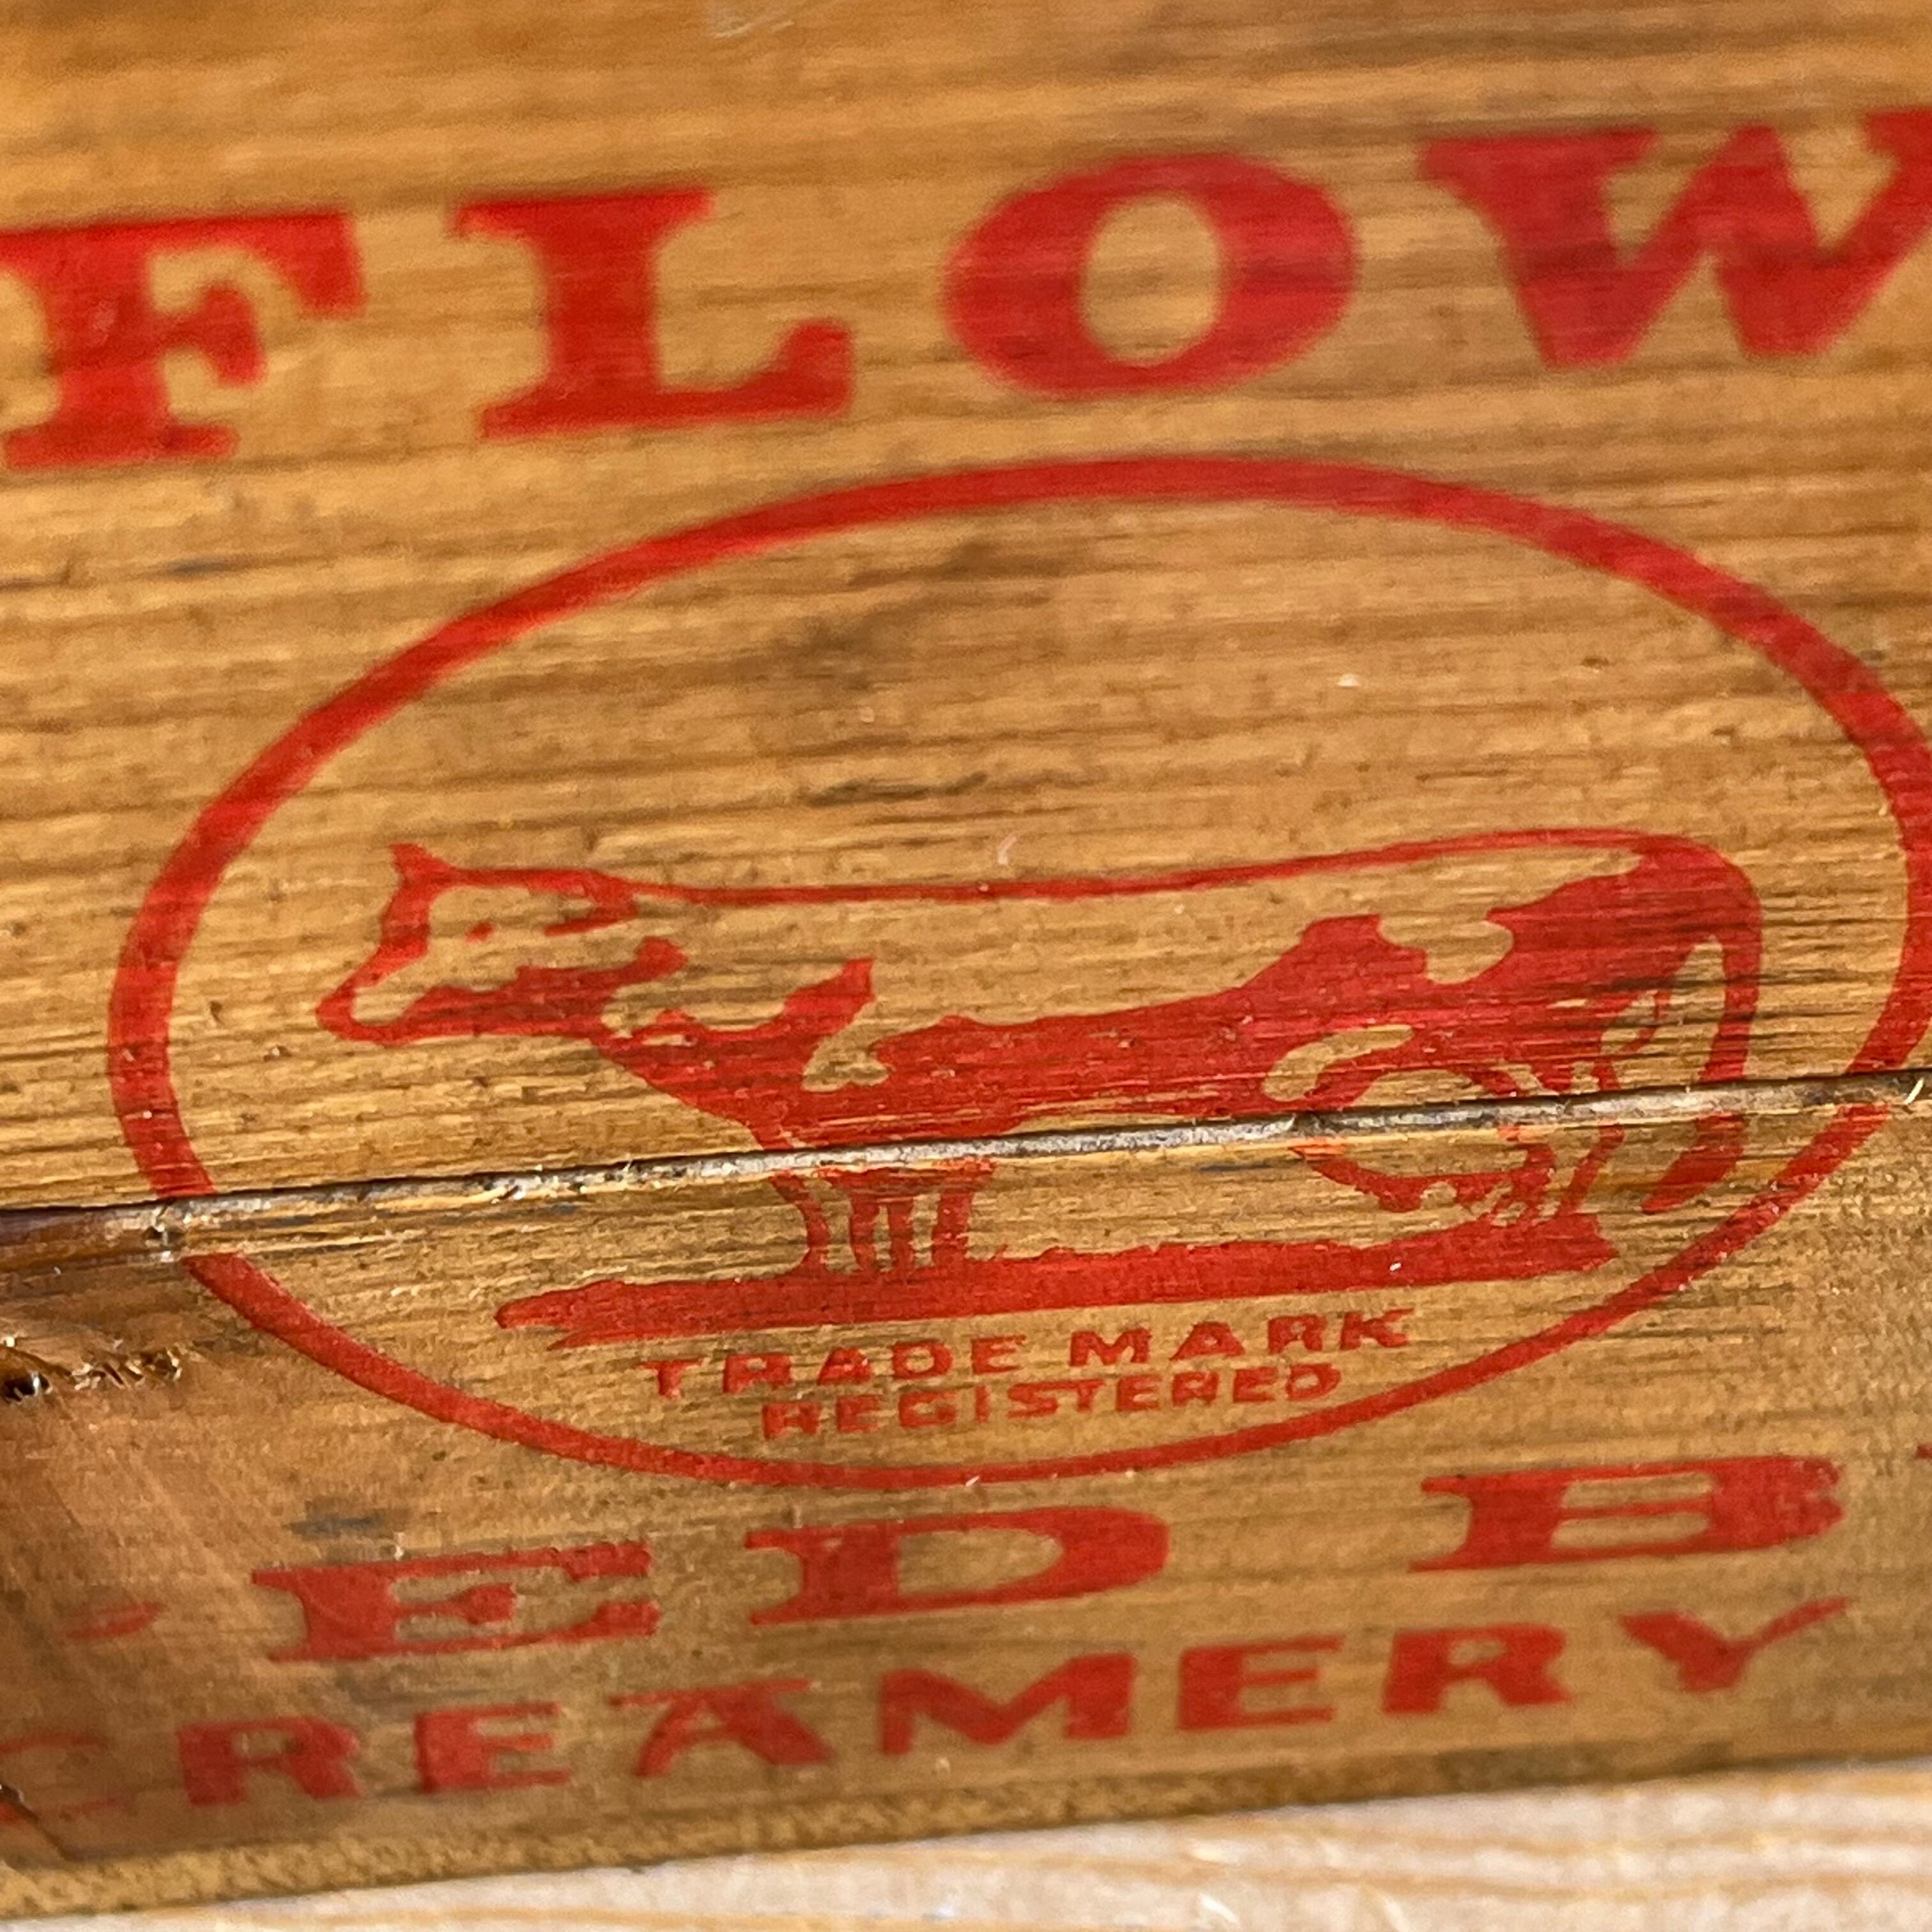 FLOW
TRADE MARK
REGISTERED
ED B
CREAMERY